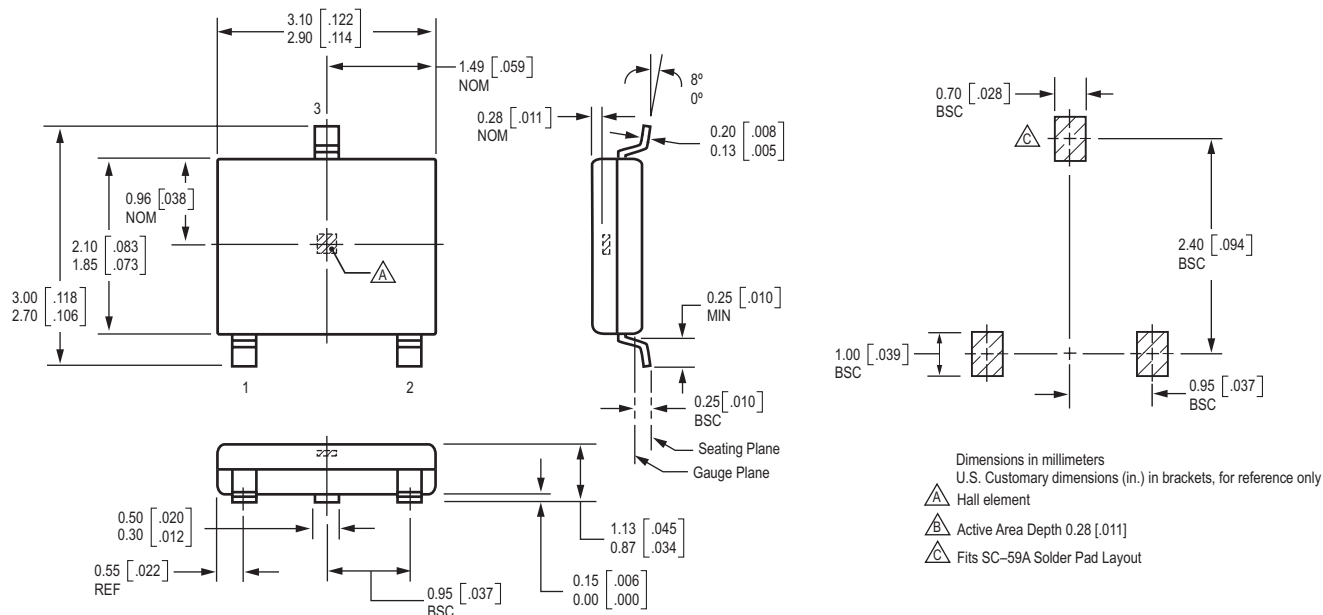 3.10 [.122]
2.90 [.114]
1.49 [.059]
NOM
3
0.28 [.011]
NOM
8º
0º
0.20 [.008]
0.13 [.005]
0.96 [.038]
NOM
2.10 [.083]
1.85 [.073]
3.00 [.118]
2.70 [.106]
A
0.25 [.010]
MIN
1
2
0.25 [.010]
BSC
Seating Plane
Gauge Plane
0.50 [.020]
0.30 [.012]
1.13 [.045]
0.87 [.034]
0.55 [.022]
REF
0.95 [.037]
BSC
0.15 [.006]
0.00 [.000]
0.70 [.028]
BSC
C
2.40 [.094]
BSC
1.00 [.039]
BSC
0.95 [.037]
BSC
Dimensions in millimeters
U.S. Customary dimensions (in.) in brackets, for reference only
A Hall element
B Active Area Depth 0.28 [.011]
C Fits SC–59A Solder Pad Layout